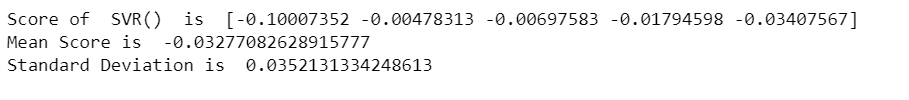 Score of  SVR()  is  [-0.10007352 -0.00478313 -0.00697583 -0.01794598 -0.03407567]
Mean Score is  -0.03277082628915777
Standard Deviation is  0.0352131334248613